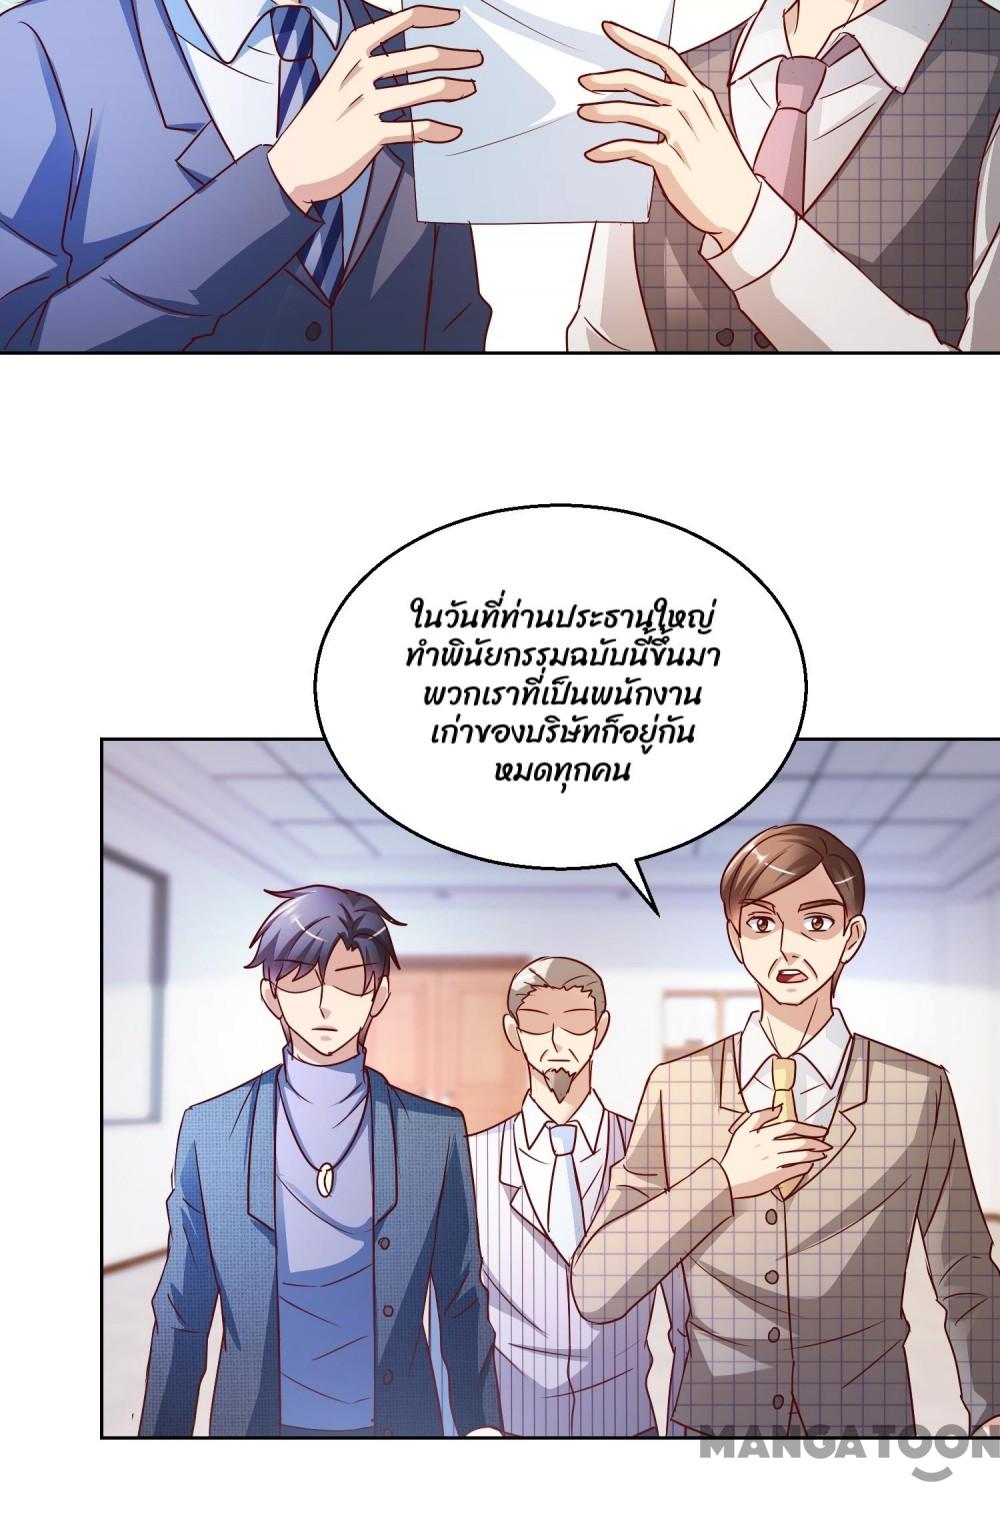 ในวันที่ท่านประธานใหญ่
ทำพินัยกรรมฉบับนี้ขึ้นมา
พวกเราที่เป็นพนักงาน
เก่าของบริษัทก็อยู่กัน
หมดทุกคน
MANGATOON